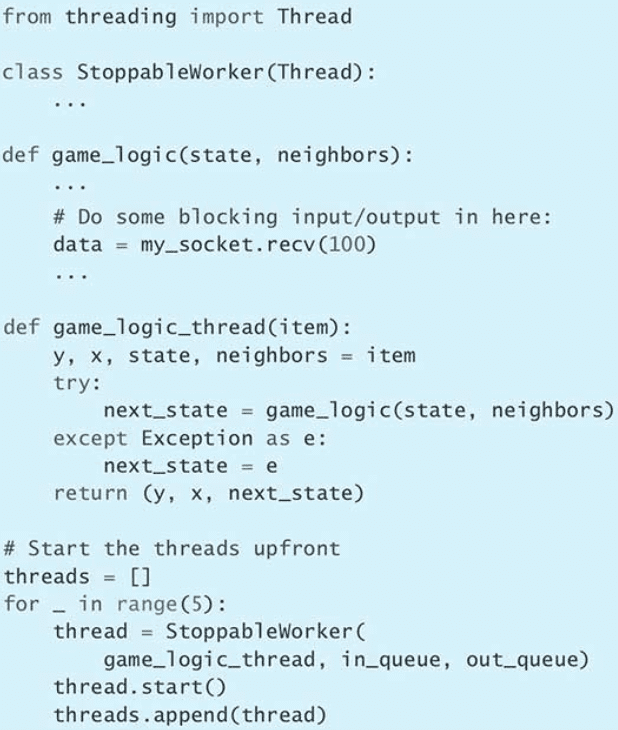 from threading import Thread
class StoppableWorker(Thread):
    ...
def game_logic(state, neighbors):
    ...
    # Do some blocking input/output in here:
    data = my_socket.recv(100)
    ...
def game_logic_thread(item):
    y, x, state, neighbors = item
    try:
        next_state = game_logic(state, neighbors)
    except Exception as e:
        next_state = e
    return (y, x, next_state)
# Start the threads upfront
threads = []
for _ in range(5):
    thread = StoppableWorker(
        game_logic_thread, in_queue, out_queue)
    thread.start()
    threads.append(thread)